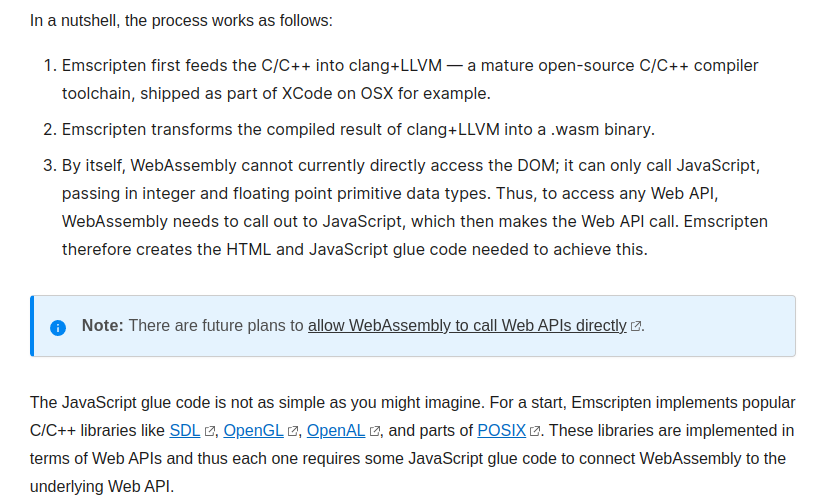 In a nutshell, the process works as follows:
1. Emscripten first feeds the C/C++ into clang+LLVM — a mature open-source C/C++ compiler
toolchain, shipped as part of XCode on OSX for example.
2. Emscripten transforms the compiled result of clang+LLVM into a .wasm binary.
3. By itself, WebAssembly cannot currently directly access the DOM; it can only call JavaScript,
passing in integer and floating point primitive data types. Thus, to access any Web API,
WebAssembly needs to call out to JavaScript, which then makes the Web API call. Emscripten
therefore creates the HTML and JavaScript glue code needed to achieve this.
Note: There are future plans to allow WebAssembly to call Web APIs directly.
The JavaScript glue code is not as simple as you might imagine. For a start, Emscripten implements popular
C/C++ libraries like SDL, OpenGL, OpenAL, and parts of POSIX. These libraries are implemented in
terms of Web APIs and thus each one requires some JavaScript glue code to connect WebAssembly to the
underlying Web API.